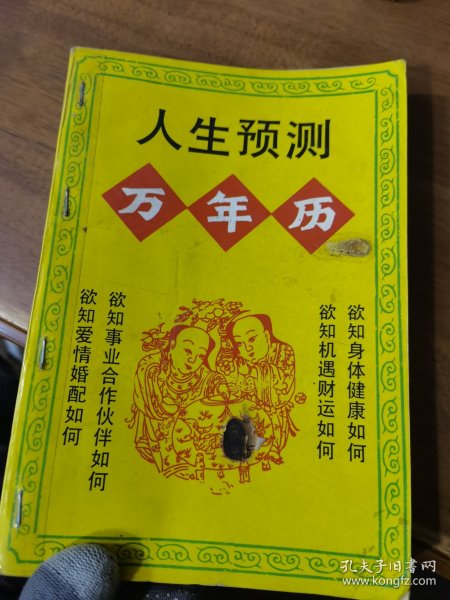 人生预测
万年历
欲知身体健康如何
欲知机遇财运如何
欲知事业合作伙伴如何
欲知爱情婚配如何
孔夫子旧书网
www.kongfz.com